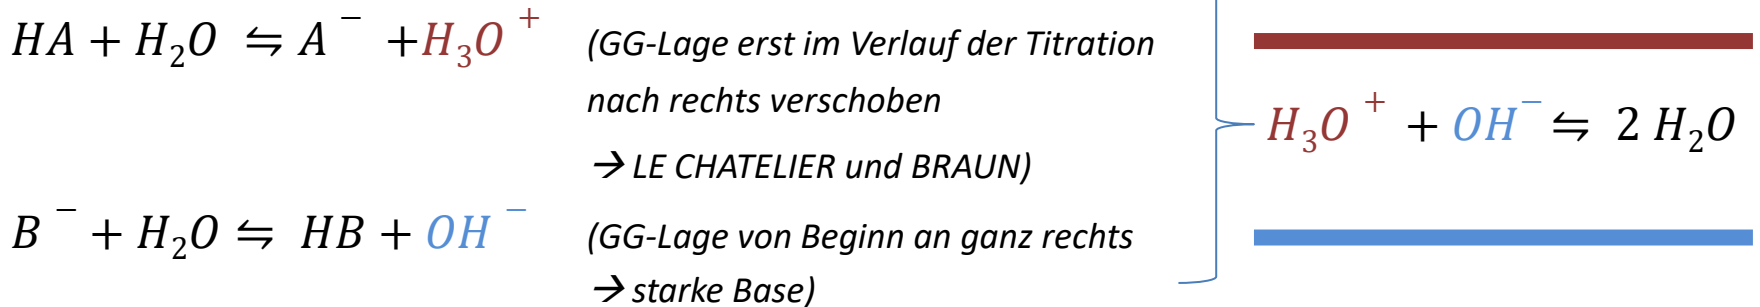 HA + H₂O ⇋ A⁻ + H₃O⁺ (GG-Lage erst im Verlauf der Titration
nach rechts verschoben
→ LE CHATELIER und BRAUN)
H₃O⁺ + OH⁻ ⇋ 2 H₂O
B⁻ + H₂O ⇋ HB + OH⁻ (GG-Lage von Beginn an ganz rechts
→ starke Base)